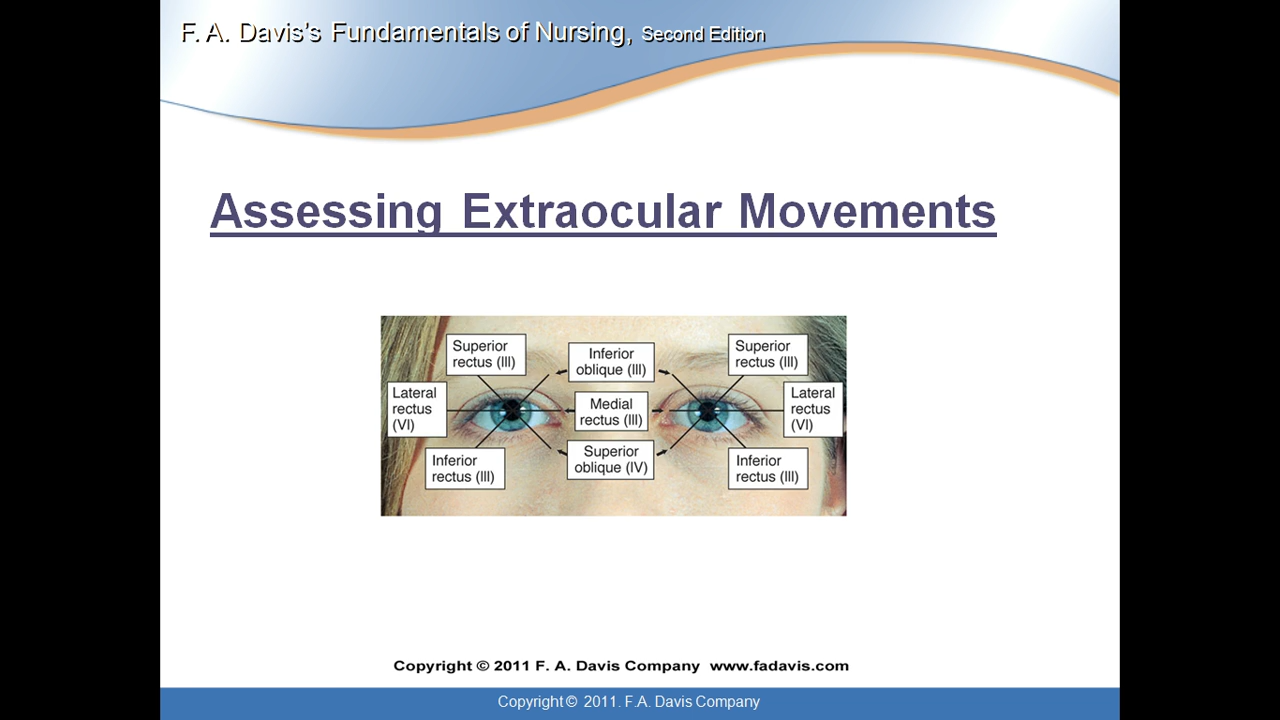 F. A. Davis's Fundamentals of Nursing, Second Edition
Assessing Extraocular Movements
Superior
rectus (III)
Inferior
oblique (III)
Superior
rectus (III)
Lateral
rectus
(VI)
Medial
rectus (III)
Lateral
rectus
(VI)
Inferior
rectus (III)
Superior
oblique (IV)
Inferior
rectus (III)
Copyright © 2011 F. A. Davis Company www.fadavis.com
Copyright © 2011. F.A. Davis Company